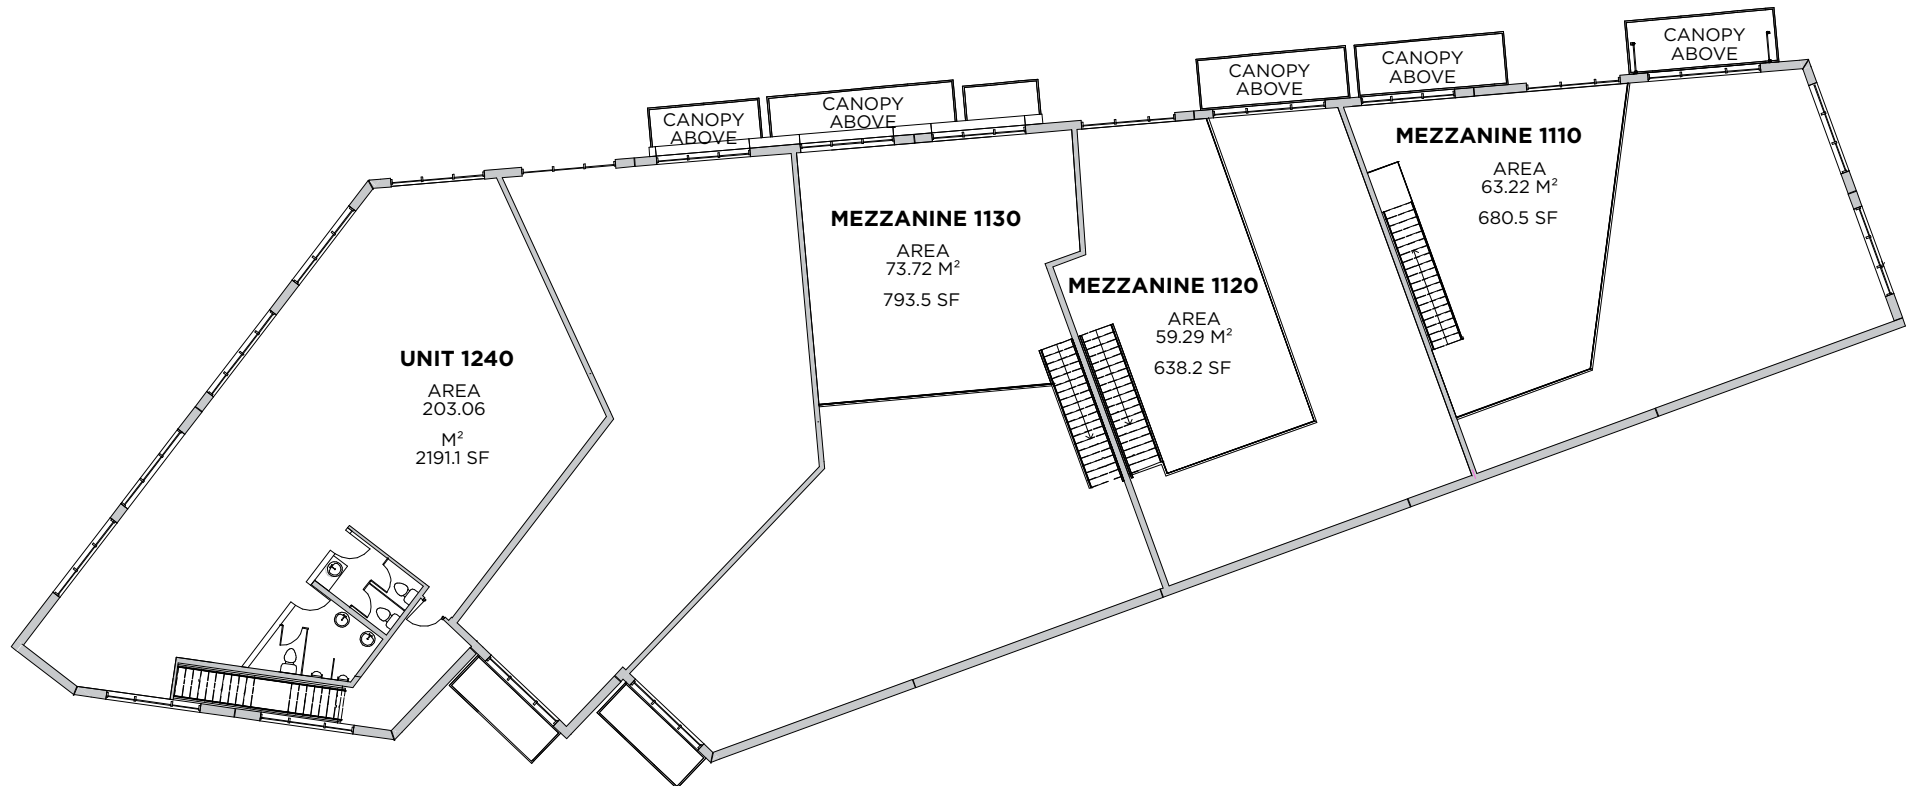 CANOPY
ABOVE
CANOPY
ABOVE
CANOPY
ABOVE
CANOPY
ABOVE
CANOPY
ABOVE
MEZZANINE 1110
AREA
63.22 M²
680.5 SF
MEZZANINE 1130
AREA
73.72 M²
793.5 SF
MEZZANINE 1120
AREA
59.29 M²
638.2 SF
UNIT 1240
AREA
203.06
M²
2191.1 SF